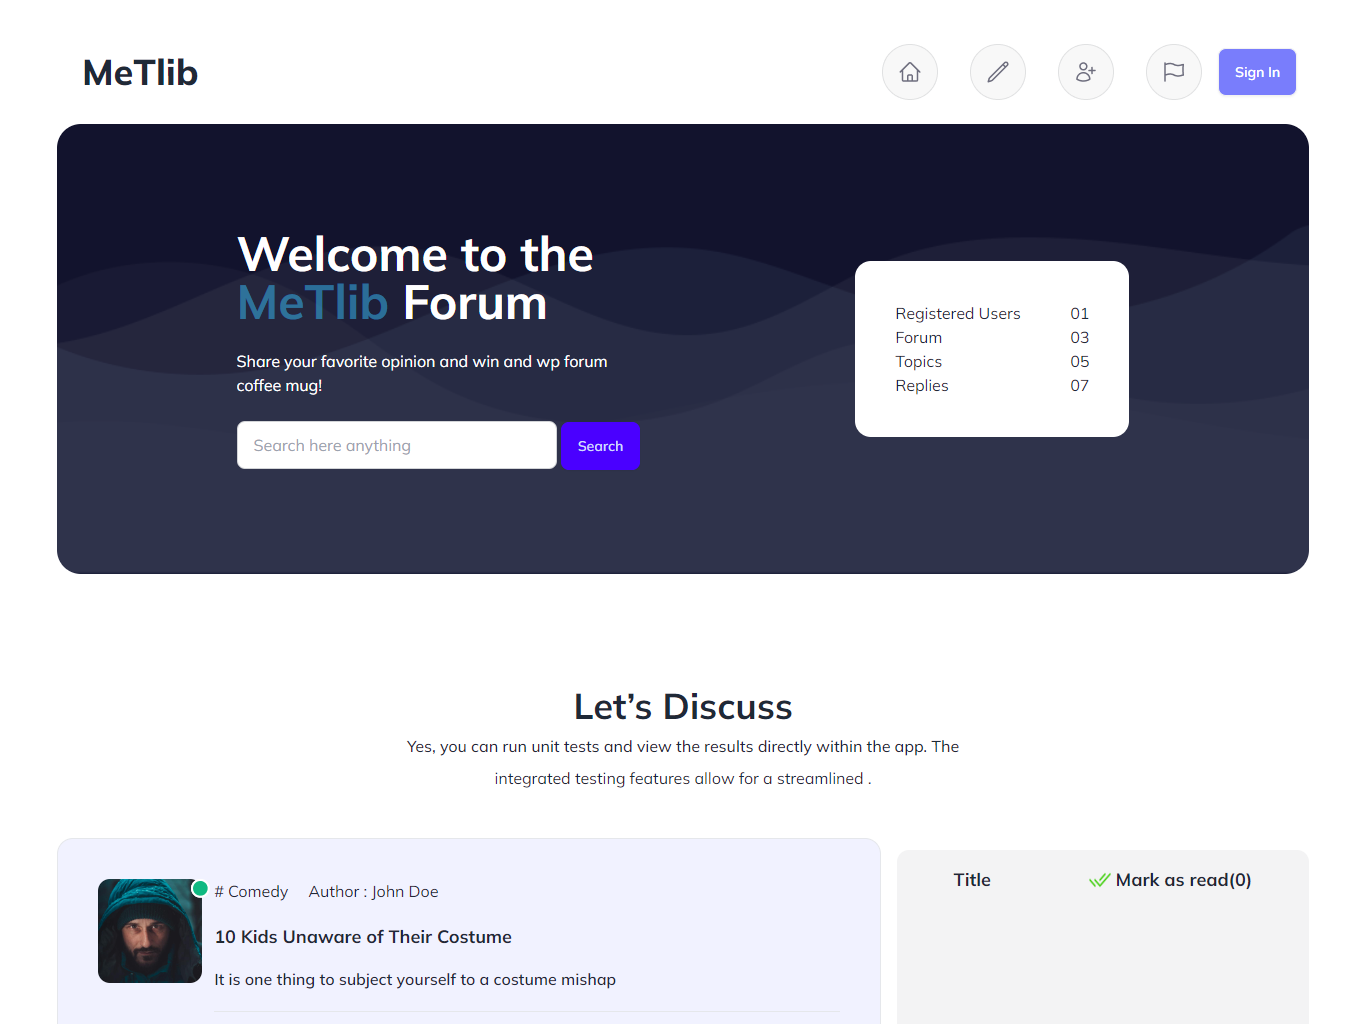 MeTlib
Sign In
Welcome to the
MeTlib Forum
Share your favorite opinion and win and wp forum
coffee mug!
Search here anything
Search
Registered Users 01
Forum 03
Topics 05
Replies 07
Let’s Discuss
Yes, you can run unit tests and view the results directly within the app. The
integrated testing features allow for a streamlined .
# Comedy Author : John Doe
10 Kids Unaware of Their Costume
It is one thing to subject yourself to a costume mishap
Title Mark as read(0)